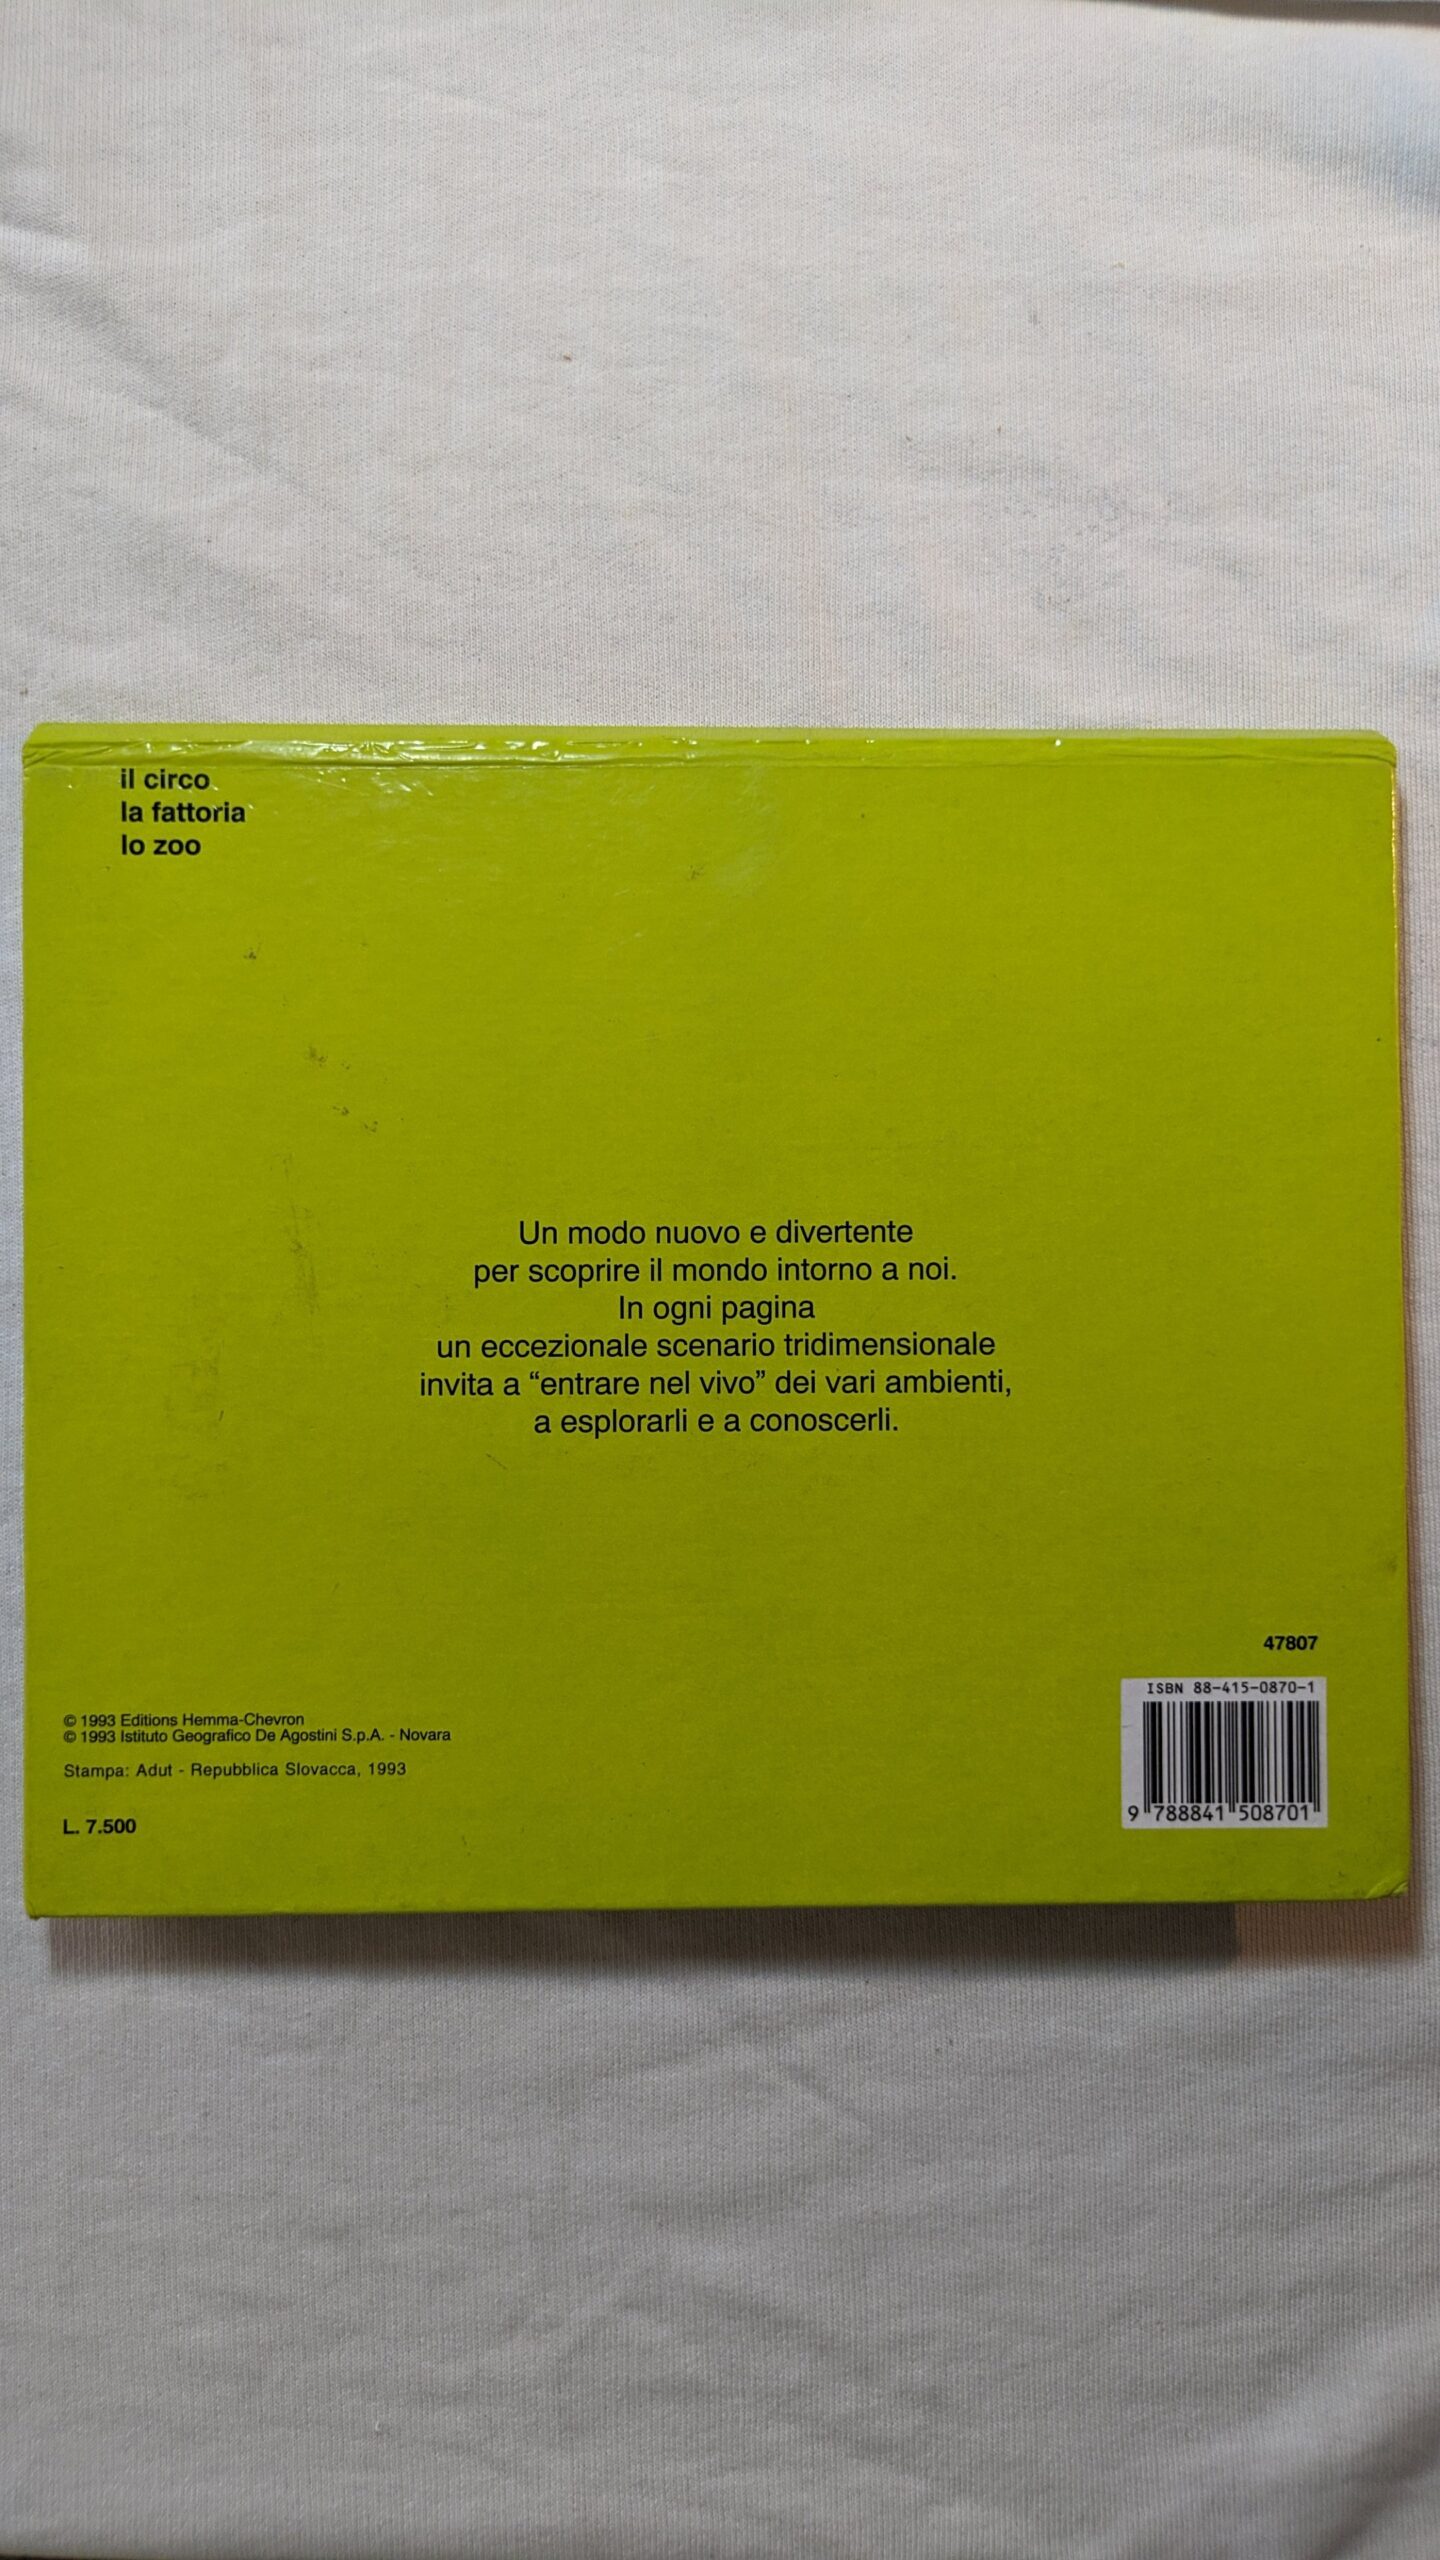 il circo
la fattoria
lo zoo
Un modo nuovo e divertente
per scoprire il mondo intorno a noi.
In ogni pagina
un eccezionale scenario tridimensionale
invita a “entrare nel vivo” dei vari ambienti,
a esplorarli e a conoscerli.
47807
ISBN 88-415-0870-1
9 788841 508701
© 1993 Editions Hemma-Chevron
© 1993 Istituto Geografico De Agostini S.p.A. - Novara
Stampa: Adut - Repubblica Slovacca, 1993
L. 7.500